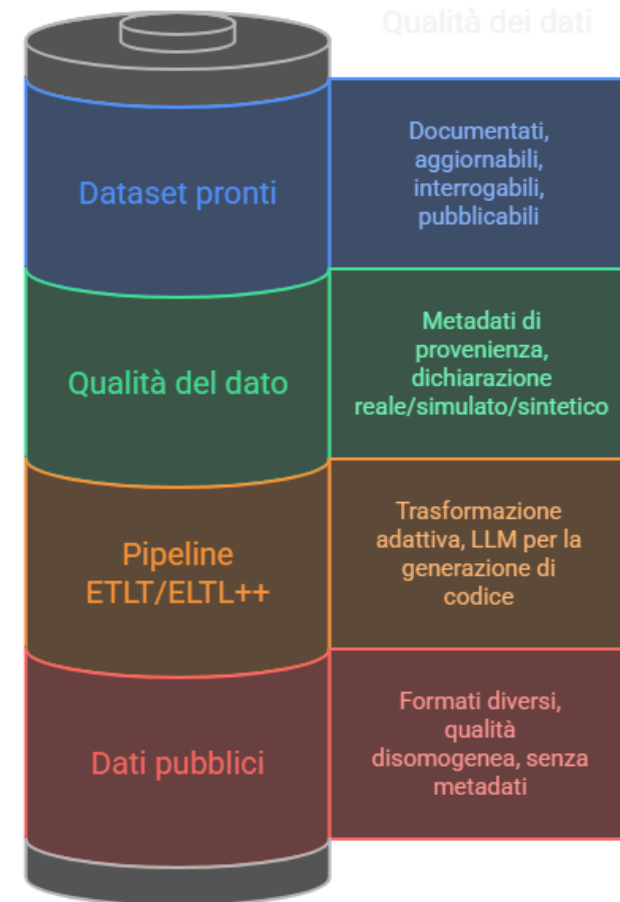 Qualità dei dati
Dataset pronti
Documentati,
aggiornabili,
interrogabili,
pubblicabili
Qualità del dato
Metadati di
provenienza,
dichiarazione
reale/simulato/sintetico
Pipeline
ETLT/ELTL++
Trasformazione
adattiva, LLM per la
generazione di
codice
Dati pubblici
Formati diversi,
qualità
disomogenea, senza
metadati